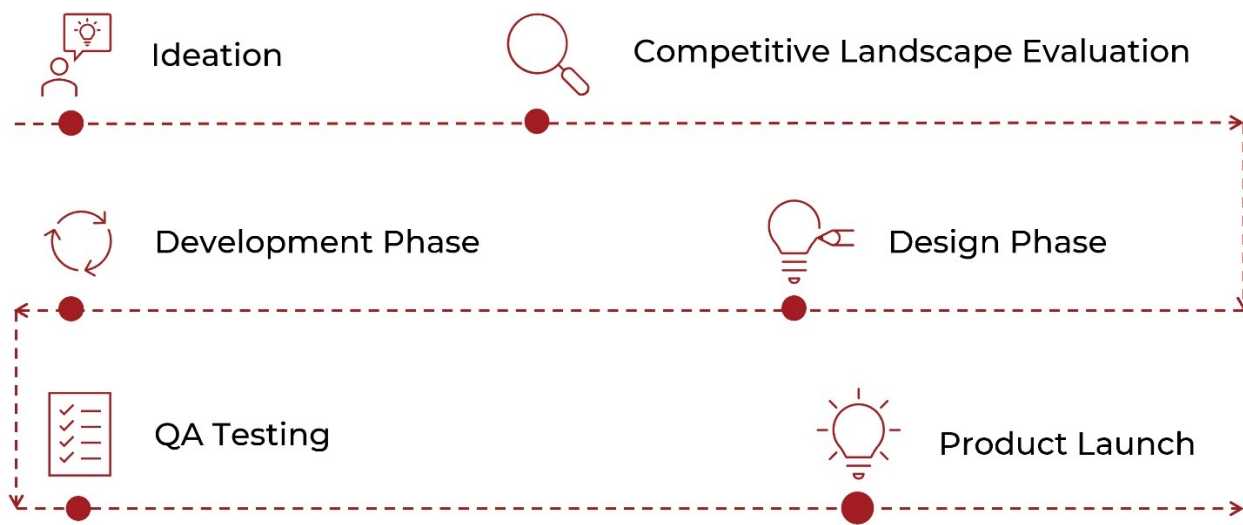 Ideation
Competitive Landscape Evaluation
Development Phase
Design Phase
QA Testing
Product Launch